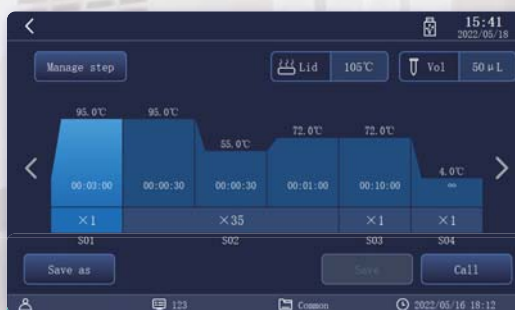 15:41
2022/05/18
Manage step
Lid 105℃
Vol 50 μL
95.0℃ 95.0℃ 55.0℃ 72.0℃ 72.0℃ 4.0℃
00:03:00 00:00:30 00:00:30 00:01:00 00:10:00 ∞
×1 ×35 ×1 ×1
S01 S02 S03 S04
Save as
Save
Call
123
Common
2022/05/16 18:12